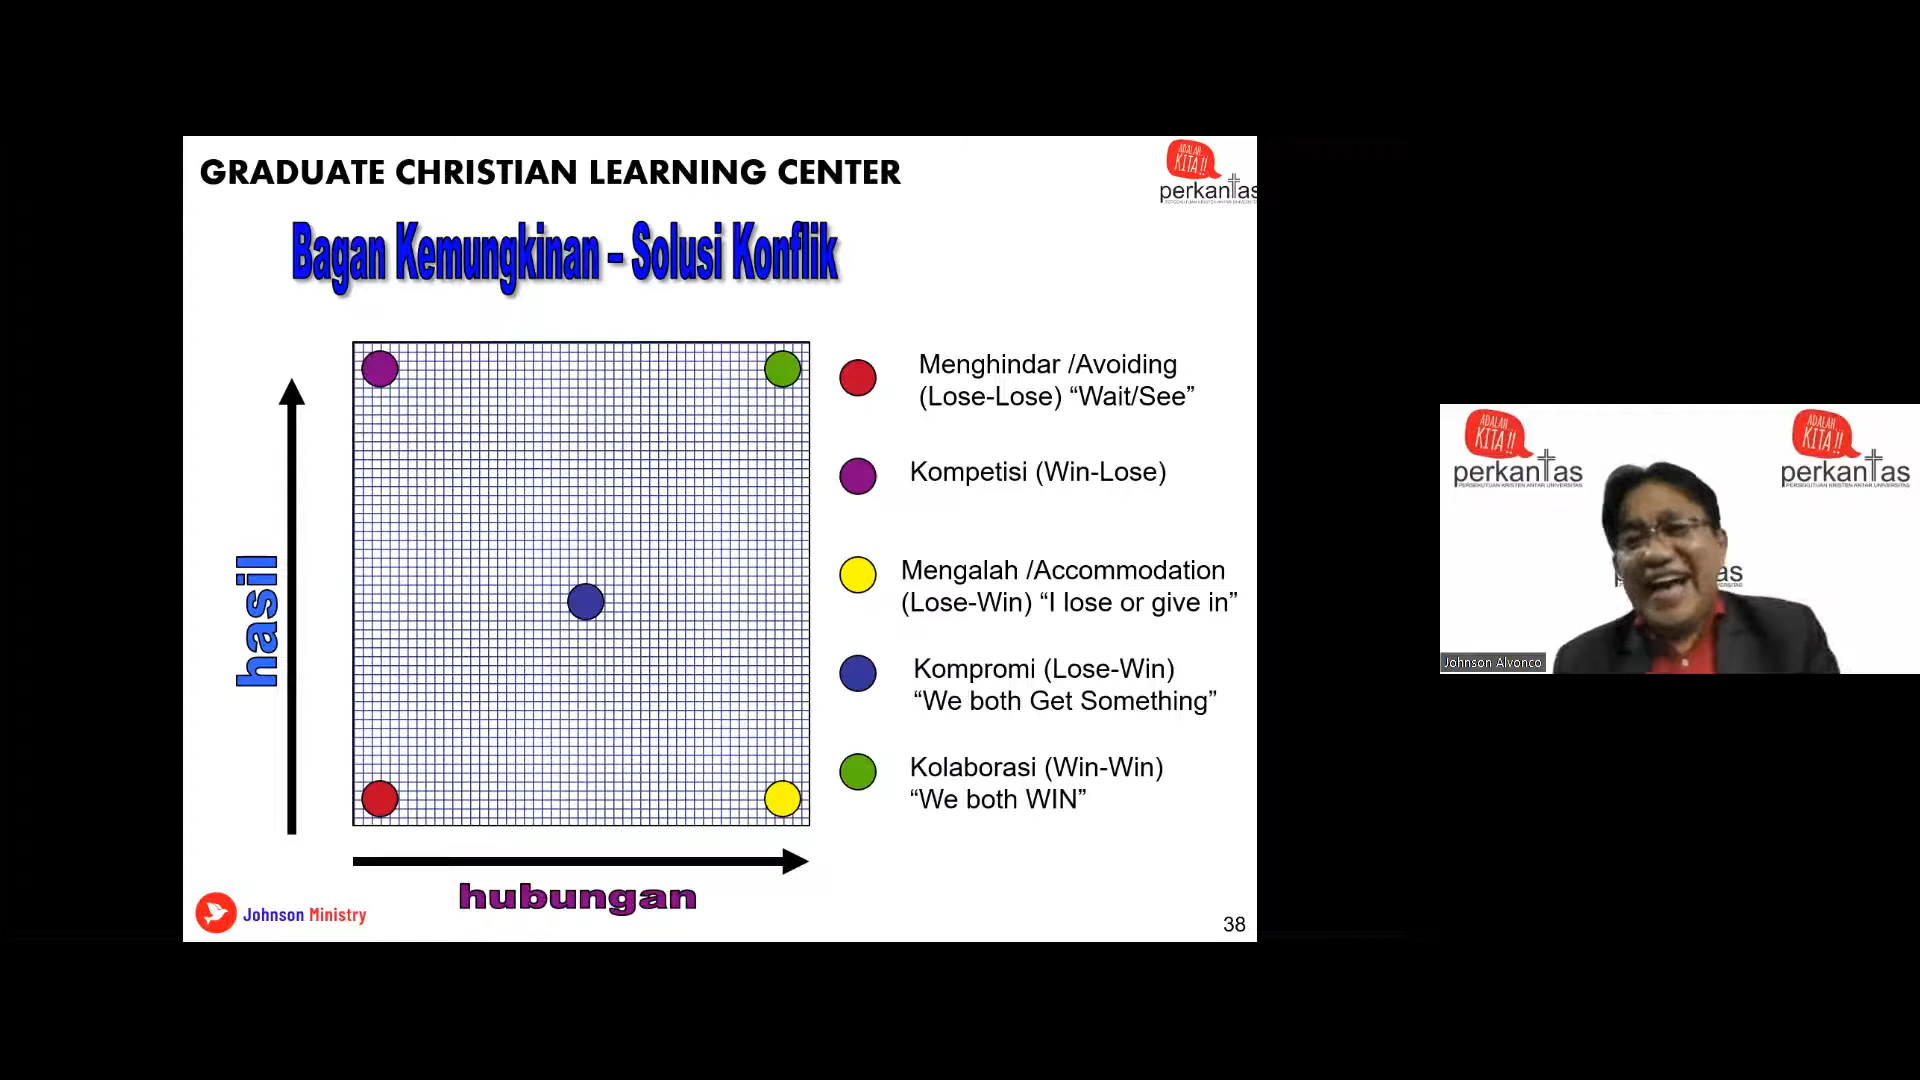 GRADUATE CHRISTIAN LEARNING CENTER
ADALAH
KITA!!
perkantas
Bagan Kemungkinan – Solusi Konflik
Menghindar /Avoiding
(Lose-Lose) “Wait/See”
Kompetisi (Win-Lose)
Mengalah /Accommodation
(Lose-Win) “I lose or give in”
Kompromi (Lose-Win)
“We both Get Something”
Kolaborasi (Win-Win)
“We both WIN”
hasil
hubungan
Johnson Ministry
38
ADALAH
KITA!!
perkantas
PERSEKUTUAN KRISTEN ANTAR UNIVERSITAS
ADALAH
KITA!!
perkantas
PERSEKUTUAN KRISTEN ANTAR UNIVERSITAS
Johnson Alvonco